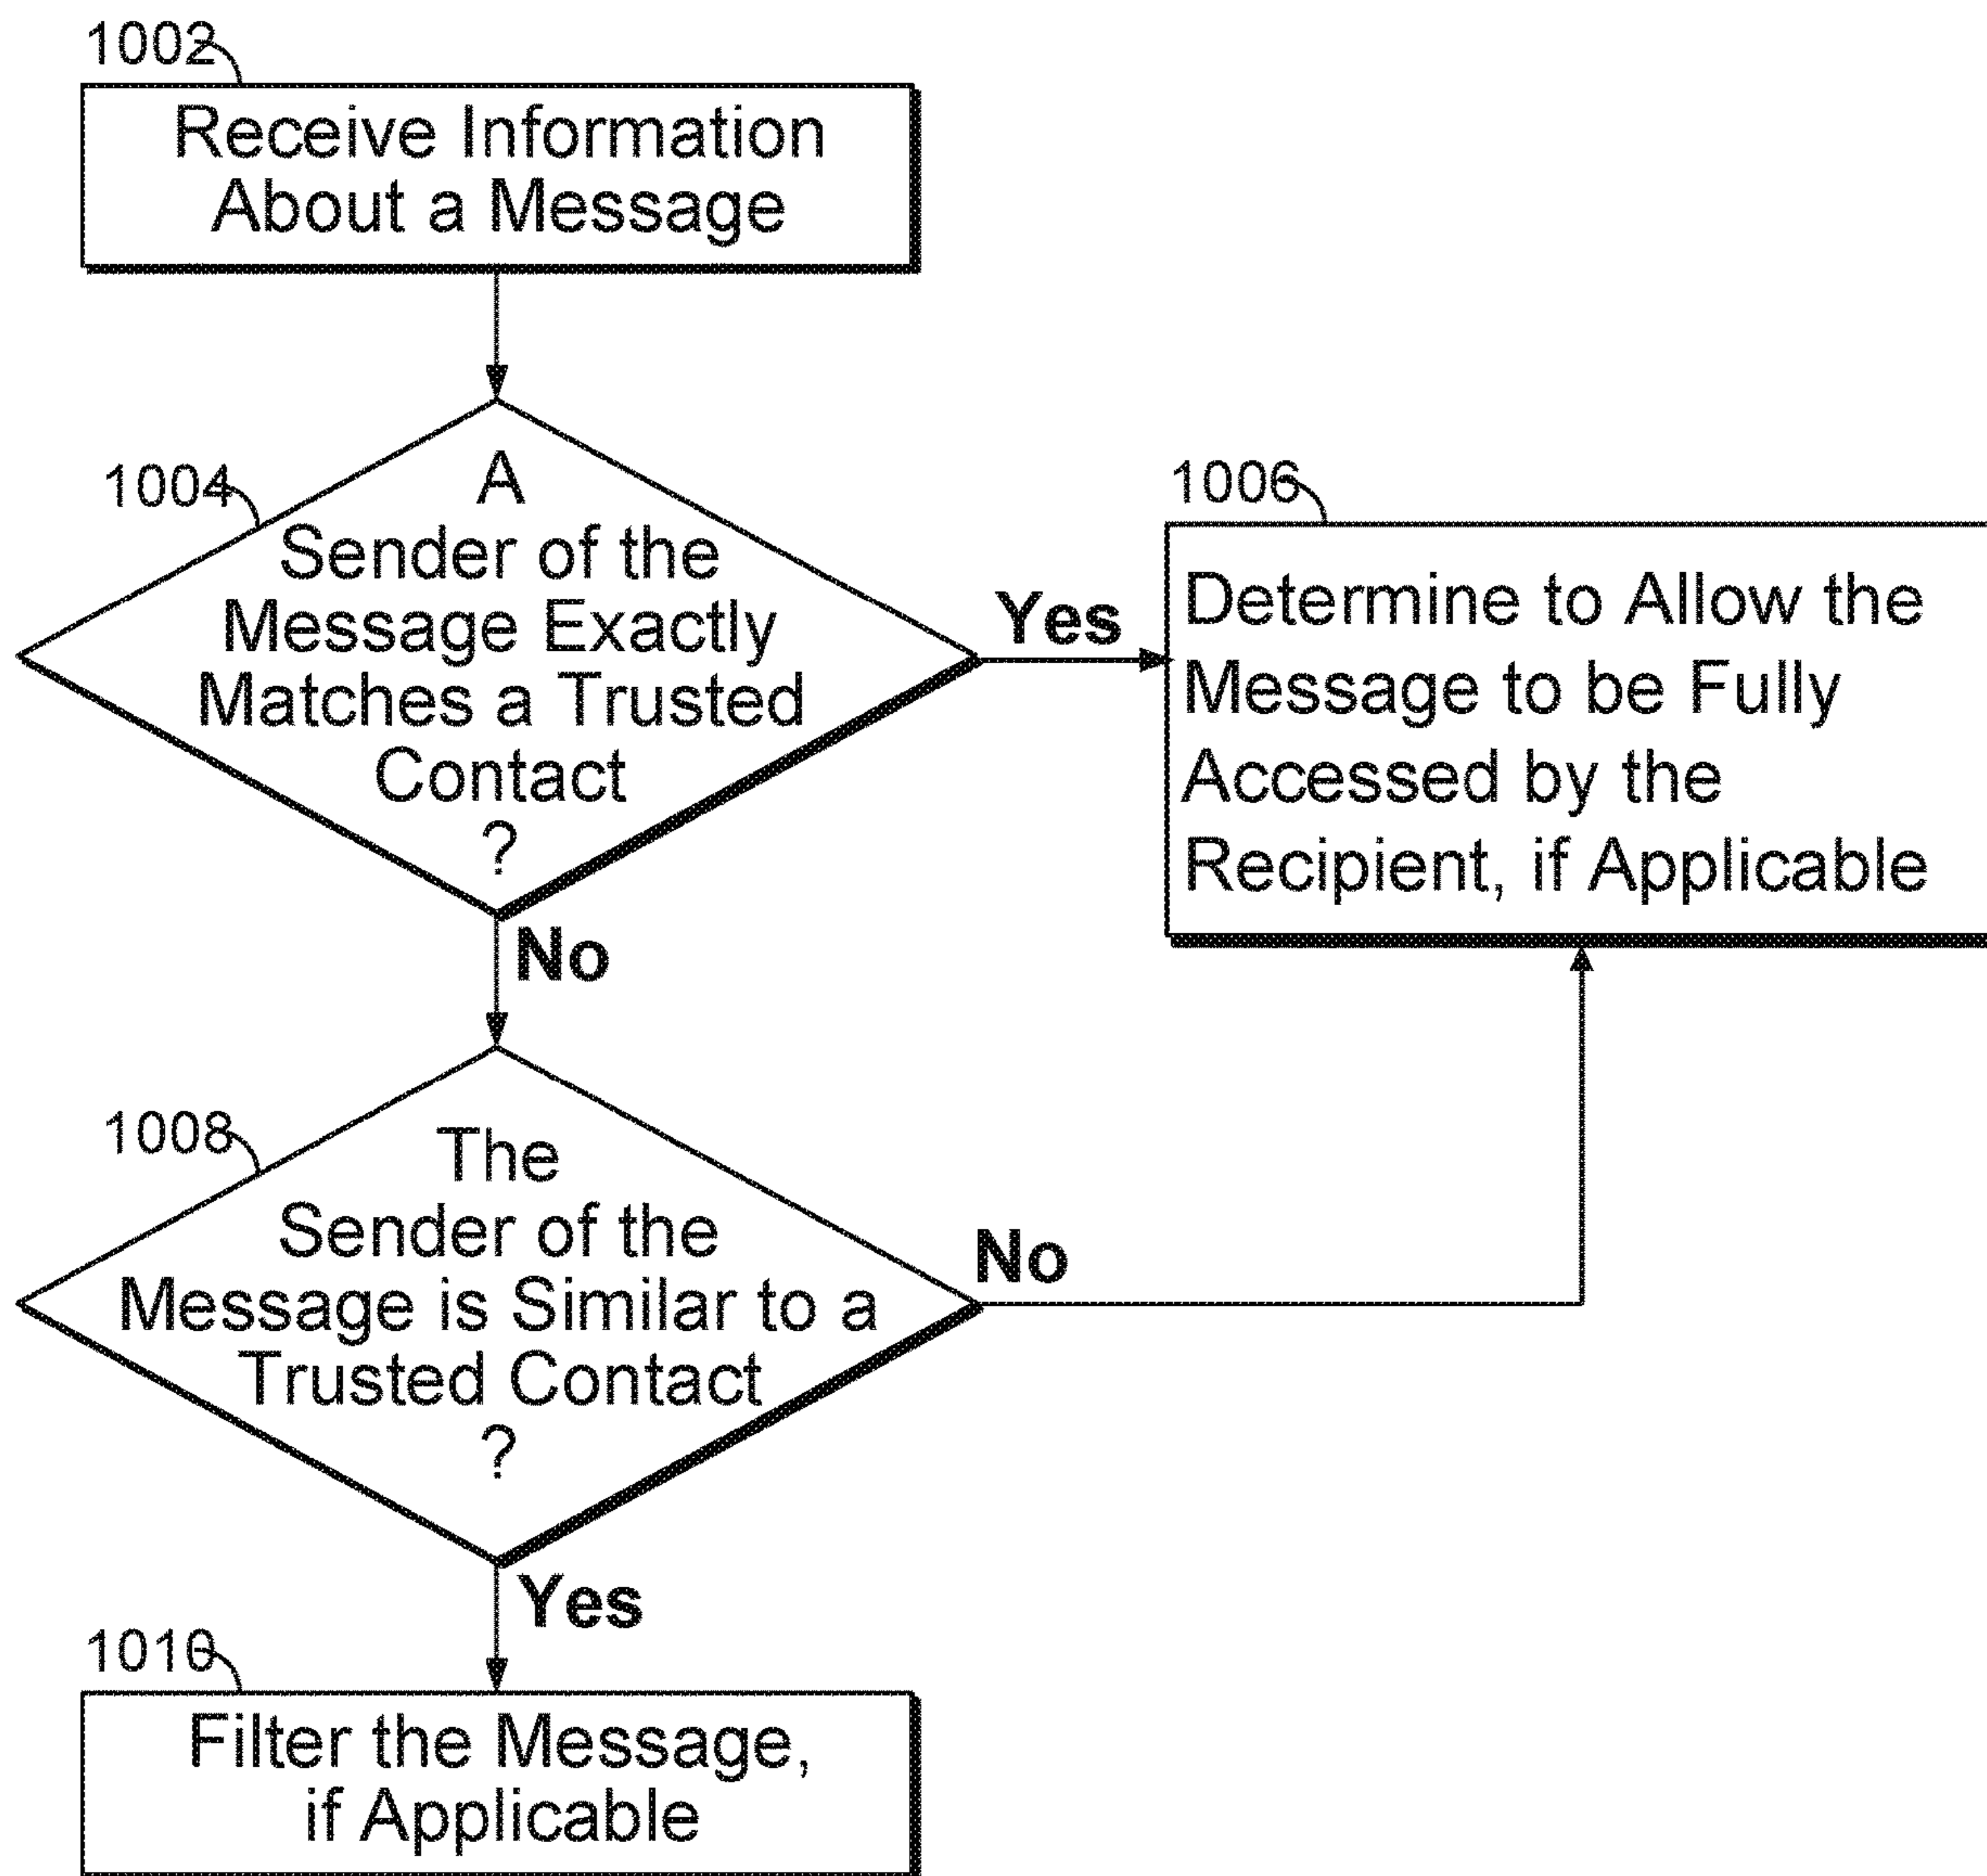 1002
Receive Information
About a Message
1004
A
Sender of the
Message Exactly
Matches a Trusted
Contact
?
Yes
1006
Determine to Allow the
Message to be Fully
Accessed by the
Recipient, if Applicable
No
1008
The
Sender of the
Message is Similar to a
Trusted Contact
?
No
Yes
1010
Filter the Message,
if Applicable